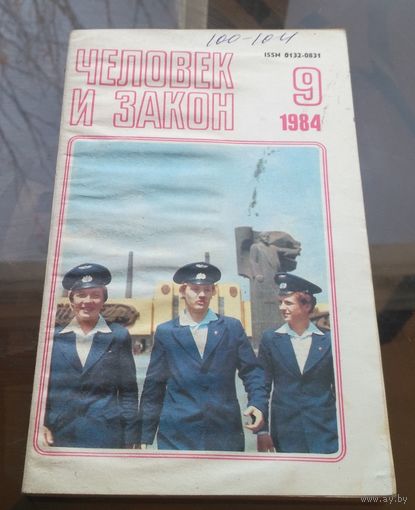 100-104
ISSN 0132-0831
ЧЕЛОВЕК
И ЗАКОН
9
1984
www.ay.by